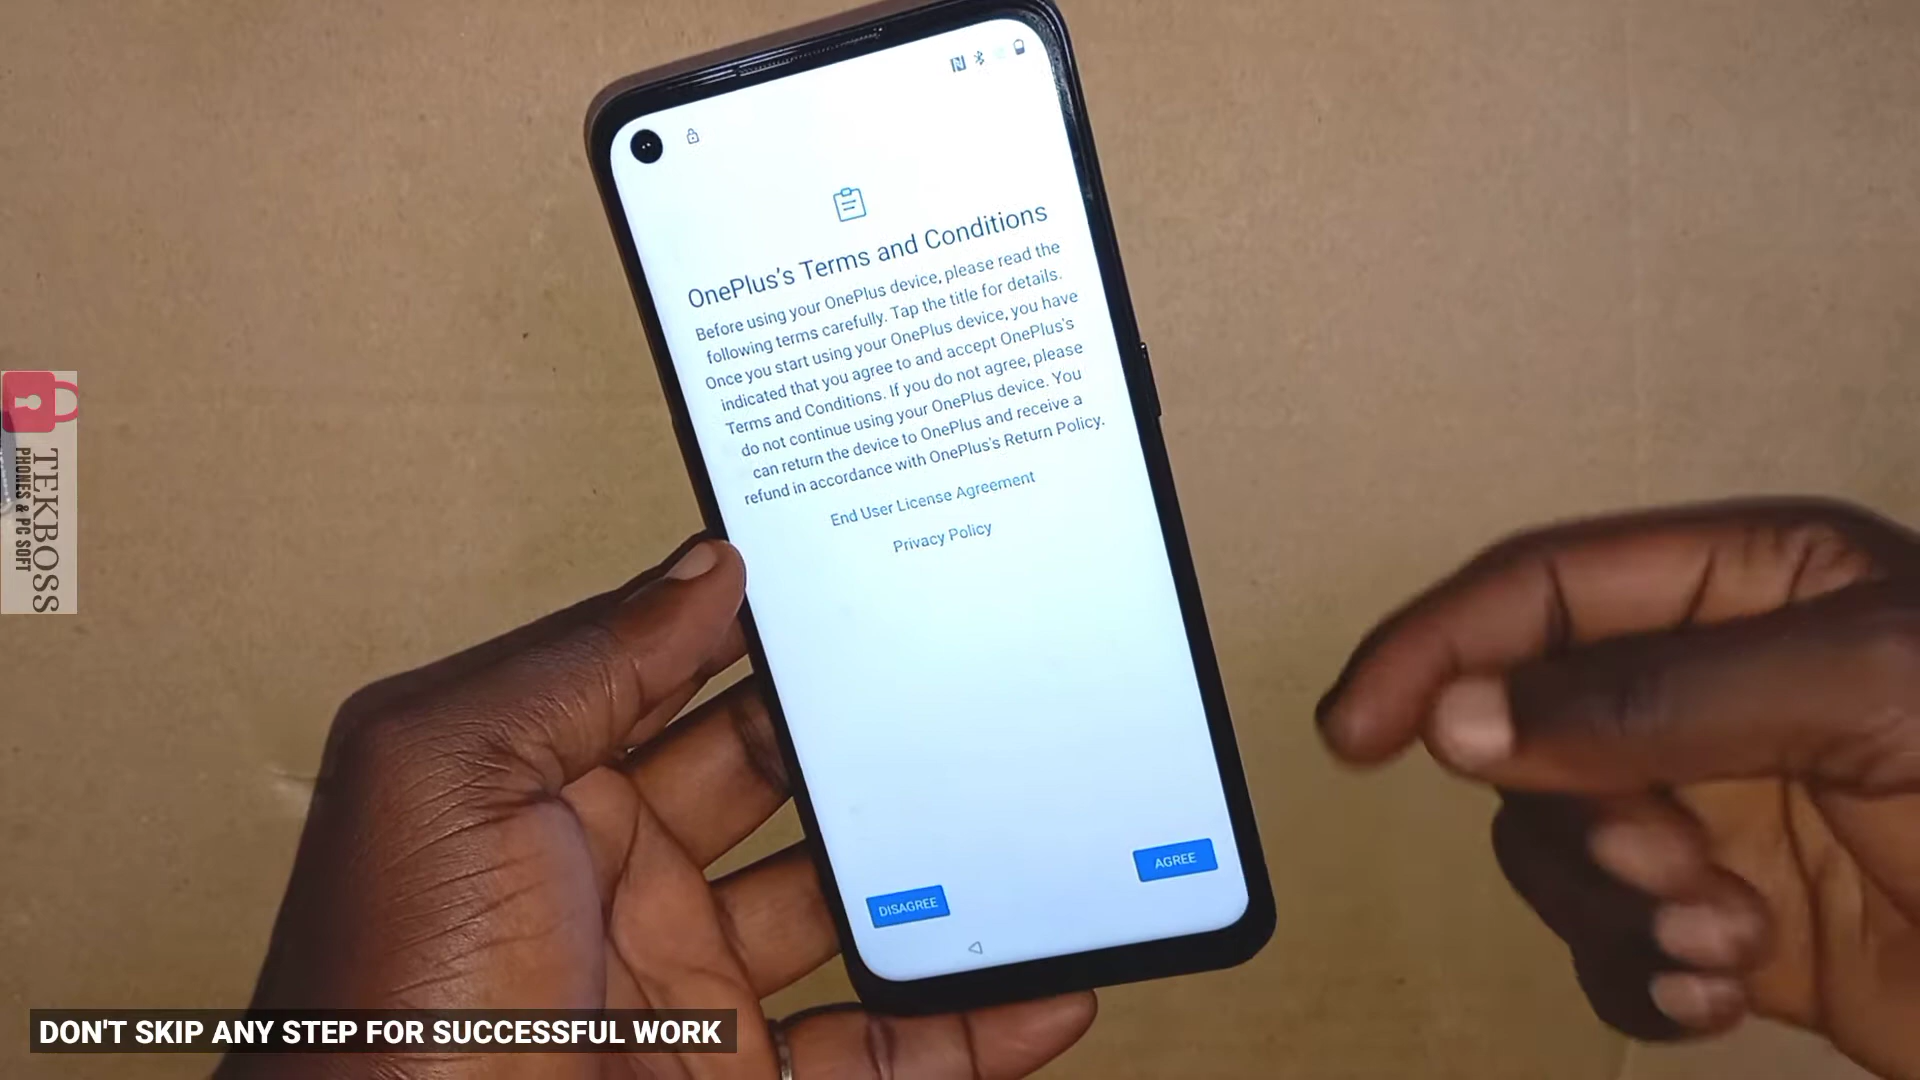 OnePlus's Terms and Conditions
Before using your OnePlus device, please read the
following terms carefully. Tap the title for details.
Once you start using your OnePlus device, you have
indicated that you agree to and accept OnePlus's
Terms and Conditions. If you do not agree, please
do not continue using your OnePlus device. You
can return the device to OnePlus and receive a
refund in accordance with OnePlus's Return Policy.
End User License Agreement
Privacy Policy
DISAGREE
AGREE
TEKBOSS
PHONES & PC SOFT
DON'T SKIP ANY STEP FOR SUCCESSFUL WORK